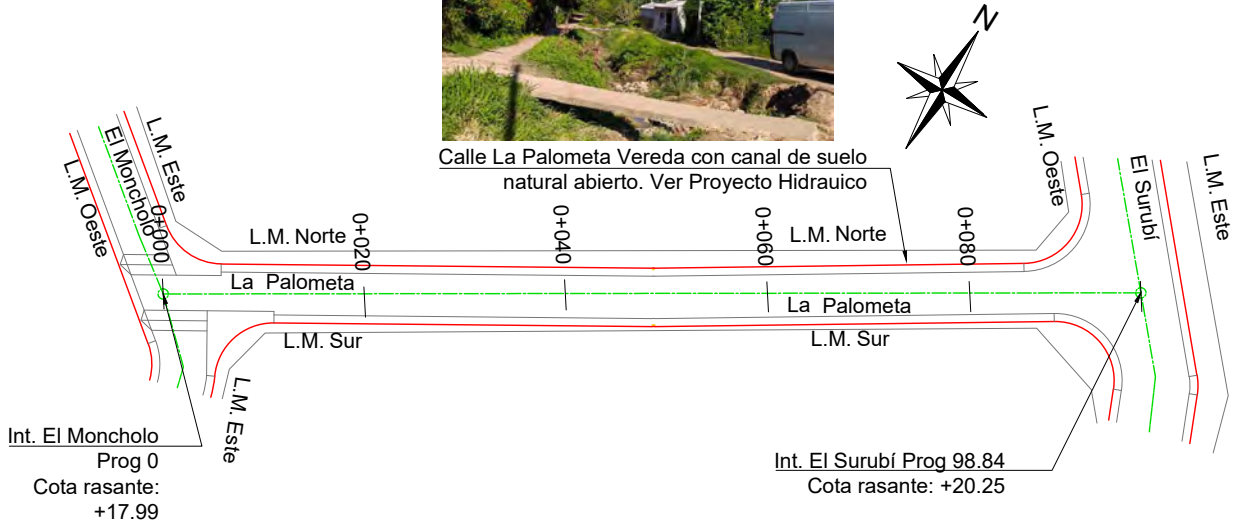 N
Calle La Palometa Vereda con canal de suelo
natural abierto. Ver Proyecto Hidrauico
L.M. Oeste
El Moncholo
L.M. Este
0+000
L.M. Norte
0+020
0+040
0+060
L.M. Norte
0+080
L.M. Oeste
El Surubí
L.M. Este
La Palometa
La Palometa
L.M. Sur
L.M. Sur
L.M. Este
Int. El Moncholo
Prog 0
Cota rasante:
+17.99
Int. El Surubí Prog 98.84
Cota rasante: +20.25